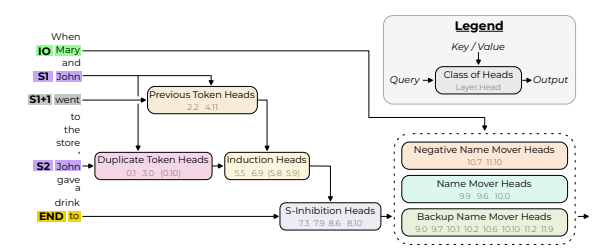 When
IO Mary
and
S1 John
S1+1 went
to
the
store
,
S2 John
gave
a
drink
END to
Previous Token Heads
2.2 4.11
Duplicate Token Heads
0.1 3.0 (0.10)
Induction Heads
5.5 6.9 (5.8 5.9)
S-Inhibition Heads
7.3 7.9 8.6 8.10
Legend
Key / Value
Query
Class of Heads
Layer.Head
Output
Negative Name Mover Heads
10.7 11.10
Name Mover Heads
9.9 9.6 10.0
Backup Name Mover Heads
9.0 9.7 10.1 10.2 10.6 10.10 11.2 11.9